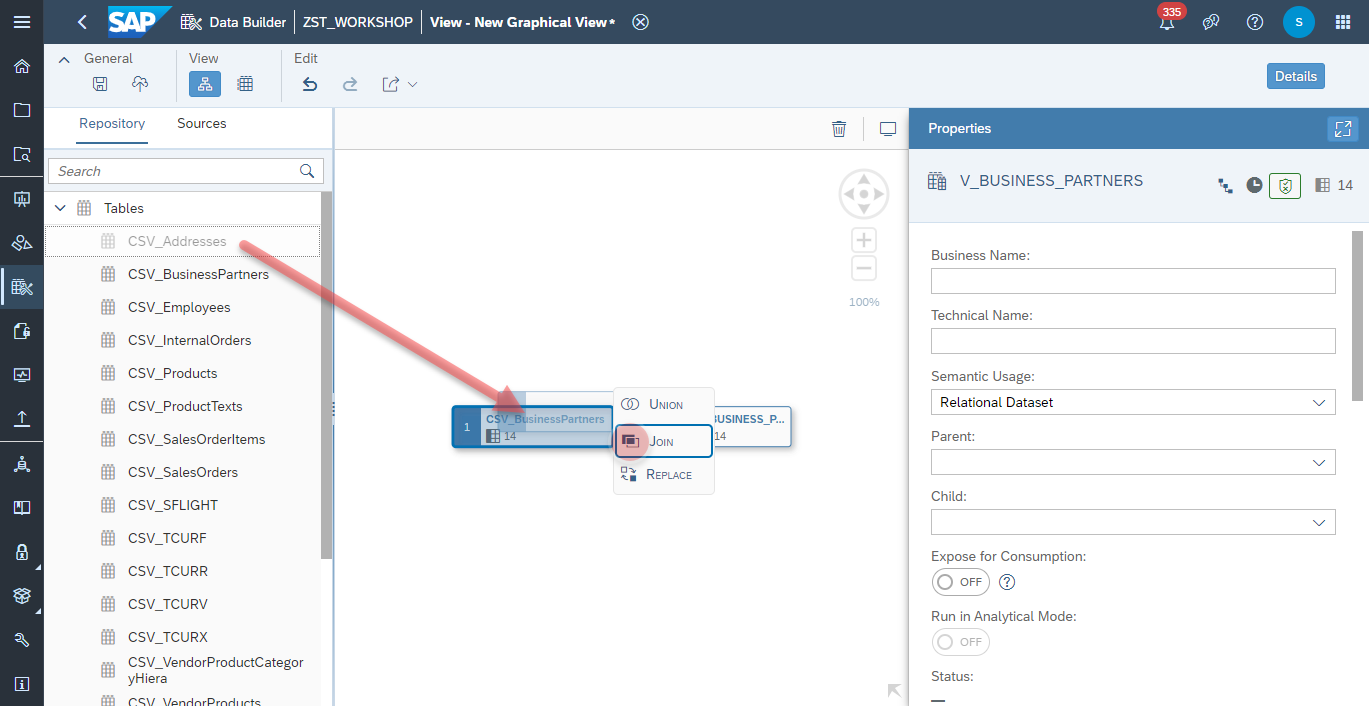 SAP Data Builder ZST_WORKSHOP View - New Graphical View* 335 S
General View Edit
Details
Repository Sources
Search
Tables
CSV_Addresses
CSV_BusinessPartners
CSV_Employees
CSV_InternalOrders
CSV_Products
CSV_ProductTexts
CSV_SalesOrderItems
CSV_SalesOrders
CSV_SFLIGHT
CSV_TCURF
CSV_TCURR
CSV_TCURV
CSV_TCURX
CSV_VendorProductCategor
yHiera
CSV_VendorProducts
100%
1 CSV_BusinessPartners
14
UNION
JOIN
REPLACE
BUSINESS_P...
14
Properties
V_BUSINESS_PARTNERS 14
Business Name:
Technical Name:
Semantic Usage:
Relational Dataset
Parent:
Child:
Expose for Consumption:
OFF
Run in Analytical Mode:
OFF
Status:
—